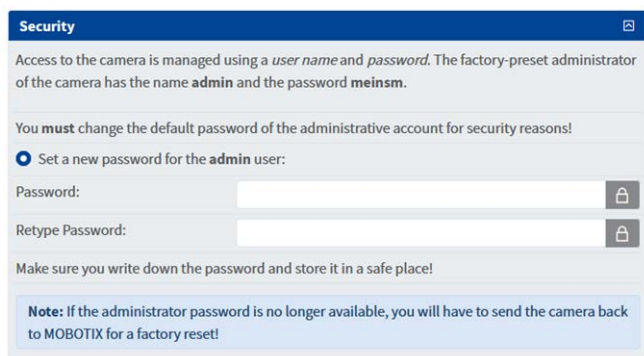 Security
Access to the camera is managed using a user name and password. The factory-preset administrator
of the camera has the name admin and the password meinsm.
You must change the default password of the administrative account for security reasons!
Set a new password for the admin user:
Password:
Retype Password:
Make sure you write down the password and store it in a safe place!
Note: If the administrator password is no longer available, you will have to send the camera back
to MOBOTIX for a factory reset!